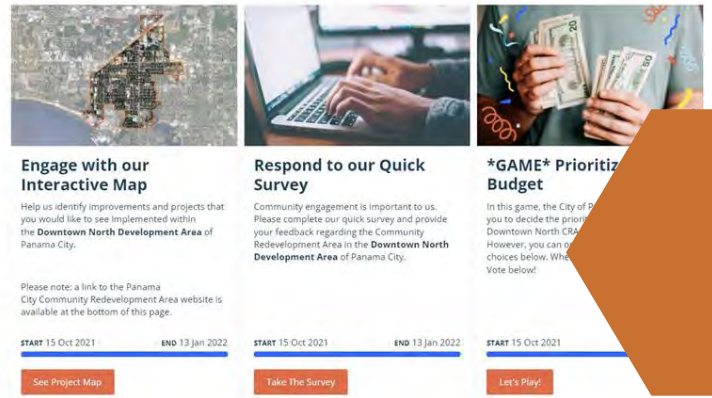 Engage with our
Interactive Map
Help us identify improvements and projects that
you would like to see implemented within
the Downtown North Development Area of
Panama City.
Please note: a link to the Panama
City Community Redevelopment Area website is
available at the bottom of this page.
START 15 Oct 2021 END 13 Jan 2022
See Project Map
Respond to our Quick
Survey
Community engagement is important to us.
Please complete our quick survey and provide
your feedback regarding the Community
Redevelopment Area in the Downtown North
Development Area of Panama City.
START 15 Oct 2021 END 13 Jan 2022
Take The Survey
*GAME* Prioritiz
Budget
In this game, the City of P
you to decide the priorit
Downtown North CRA
However, you can o
choices below. Whe
Vote below!
START 15 Oct 2021
Let's Play!